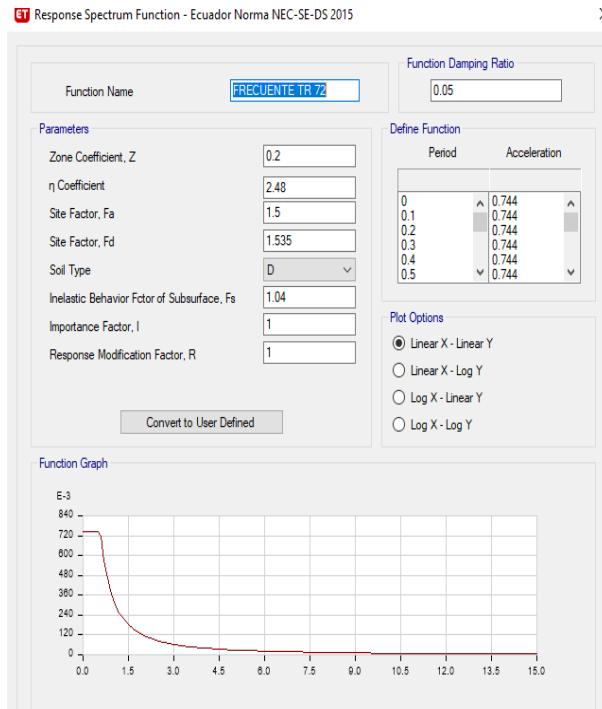 ET Response Spectrum Function - Ecuador Norma NEC-SE-DS 2015
Function Name FRECUENTE TR 72
Function Damping Ratio
0.05
Parameters
Zone Coefficient, Z 0.2
η Coefficient 2.48
Site Factor, Fa 1.5
Site Factor, Fd 1.535
Soil Type D
Inelastic Behavior Fctor of Subsurface, Fs 1.04
Importance Factor, I 1
Response Modification Factor, R 1
Convert to User Defined
Define Function
Period Acceleration
0 0.744
0.1 0.744
0.2 0.744
0.3 0.744
0.4 0.744
0.5 0.744
Plot Options
Linear X - Linear Y
Linear X - Log Y
Log X - Linear Y
Log X - Log Y
Function Graph
E-3
840
720
600
480
360
240
120
0
0.0 1.5 3.0 4.5 6.0 7.5 9.0 10.5 12.0 13.5 15.0